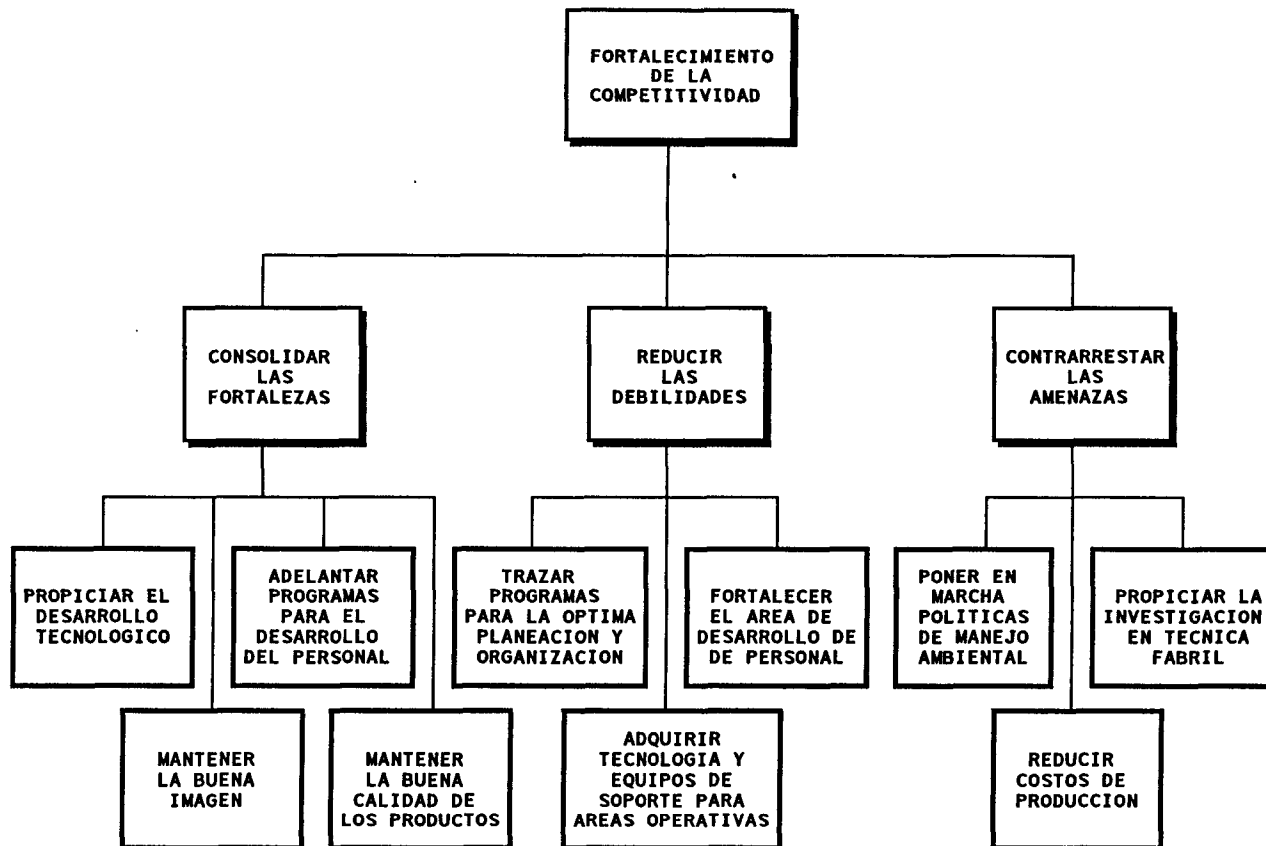 FORTALECIMIENTO
DE LA
COMPETITIVIDAD
CONSOLIDAR
LAS
FORTALEZAS
REDUCIR
LAS
DEBILIDADES
CONTRARRESTAR
LAS
AMENAZAS
PROPICIAR EL
DESARROLLO
TECNOLOGICO
ADELANTAR
PROGRAMAS
PARA EL
DESARROLLO
DEL PERSONAL
TRAZAR
PROGRAMAS
PARA LA OPTIMA
PLANEACION Y
ORGANIZACION
FORTALECER
EL AREA DE
DESARROLLO DE
DE PERSONAL
PONER EN
MARCHA
POLITICAS
DE MANEJO
AMBIENTAL
PROPICIAR LA
INVESTIGACION
EN TECNICA
FABRIL
MANTENER
LA BUENA
IMAGEN
MANTENER
LA BUENA
CALIDAD DE
LOS PRODUCTOS
ADQUIRIR
TECNOLOGIA Y
EQUIPOS DE
SOPORTE PARA
AREAS OPERATIVAS
REDUCIR
COSTOS DE
PRODUCCION